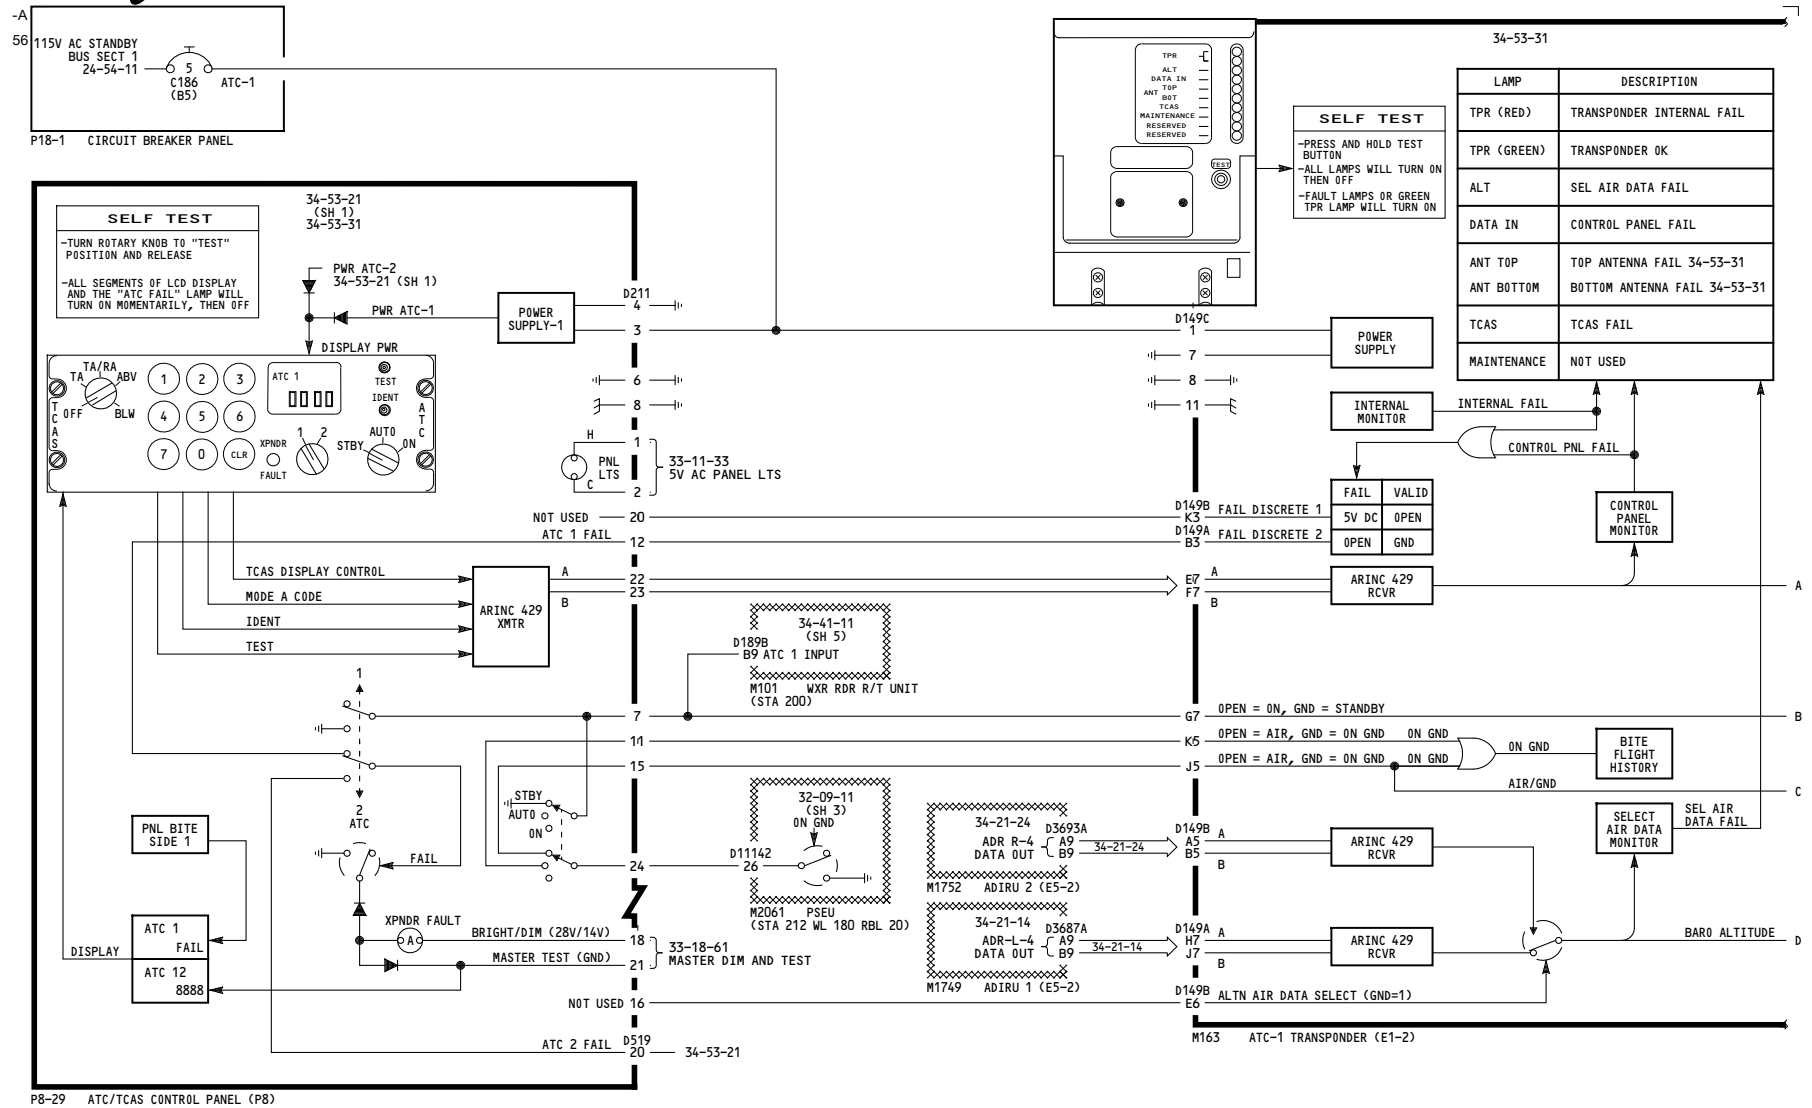 -A
56
115V AC STANDBY
BUS SECT 1
24-54-11
5
C186
(B5)
ATC-1
P18-1 CIRCUIT BREAKER PANEL
34-53-21
(SH 1)
34-53-31
SELF TEST
-TURN ROTARY KNOB TO "TEST"
POSITION AND RELEASE
-ALL SEGMENTS OF LCD DISPLAY
AND THE "ATC FAIL" LAMP WILL
TURN ON MOMENTARILY, THEN OFF
PWR ATC-2
34-53-21 (SH 1)
PWR ATC-1
POWER
SUPPLY-1
DISPLAY PWR
D211
4
3
6
8
TA/RA
TA
ABV
OFF
BLW
TCAS
1 2 3
4 5 6
7 0 CLR
ATC 1
0000
TEST
IDENT
ATC
XPNDR
FAULT
1 2
STBY
AUTO
ON
H
1
PNL
LTS
C
2
33-11-33
5V AC PANEL LTS
NOT USED 20
ATC 1 FAIL 12
TCAS DISPLAY CONTROL
MODE A CODE
IDENT
TEST
ARINC 429
XMTR
A
22
23
B
34-41-11
(SH 5)
D189B
B9 ATC 1 INPUT
M101 WXR RDR R/T UNIT
(STA 200)
1
2
ATC
7
11
15
STBY
AUTO
ON
24
FAIL
PNL BITE
SIDE 1
ATC 1
FAIL
ATC 12
8888
DISPLAY
XPNDR FAULT
A
BRIGHT/DIM (28V/14V) 18
MASTER TEST (GND) 21
33-18-61
MASTER DIM AND TEST
NOT USED 16
ATC 2 FAIL
D519
20
34-53-21
P8-29 ATC/TCAS CONTROL PANEL (P8)
32-09-11
(SH 3)
ON GND
D11142
26
M2061 PSEU
(STA 212 WL 180 RBL 20)
34-21-24
ADR R-4
DATA OUT
D3693A
A9
B9
34-21-24
M1752 ADIRU 2 (E5-2)
34-21-14
ADR-L-4
DATA OUT
D3687A
A9
B9
34-21-14
M1749 ADIRU 1 (E5-2)
TPR
ALT
DATA IN
TOP
ANT
BOT
TCAS
MAINTENANCE
RESERVED
RESERVED
TEST
SELF TEST
-PRESS AND HOLD TEST
BUTTON
-ALL LAMPS WILL TURN ON
THEN OFF
-FAULT LAMPS OR GREEN
TPR LAMP WILL TURN ON
34-53-31
LAMP DESCRIPTION
TPR (RED) TRANSPONDER INTERNAL FAIL
TPR (GREEN) TRANSPONDER OK
ALT SEL AIR DATA FAIL
DATA IN CONTROL PANEL FAIL
ANT TOP TOP ANTENNA FAIL 34-53-31
ANT BOTTOM BOTTOM ANTENNA FAIL 34-53-31
TCAS TCAS FAIL
MAINTENANCE NOT USED
D149C
1
7
8
11
POWER
SUPPLY
INTERNAL
MONITOR
INTERNAL FAIL
CONTROL PNL FAIL
FAIL VALID
5V DC OPEN
OPEN GND
D149B
K3 FAIL DISCRETE 1
D149A
B3 FAIL DISCRETE 2
CONTROL
PANEL
MONITOR
E7 A
F7
B
ARINC 429
RCVR
A
G7 OPEN = ON, GND = STANDBY
B
K5 OPEN = AIR, GND = ON GND ON GND
J5 OPEN = AIR, GND = ON GND ON GND
ON GND
BITE
FLIGHT
HISTORY
AIR/GND
C
D149B
A5 A
B5
B
ARINC 429
RCVR
SELECT
AIR DATA
MONITOR
SEL AIR
DATA FAIL
D149A
H7 A
J7
B
ARINC 429
RCVR
BARO ALTITUDE
D
D149B
E6 ALTN AIR DATA SELECT (GND=1)
M163 ATC-1 TRANSPONDER (E1-2)